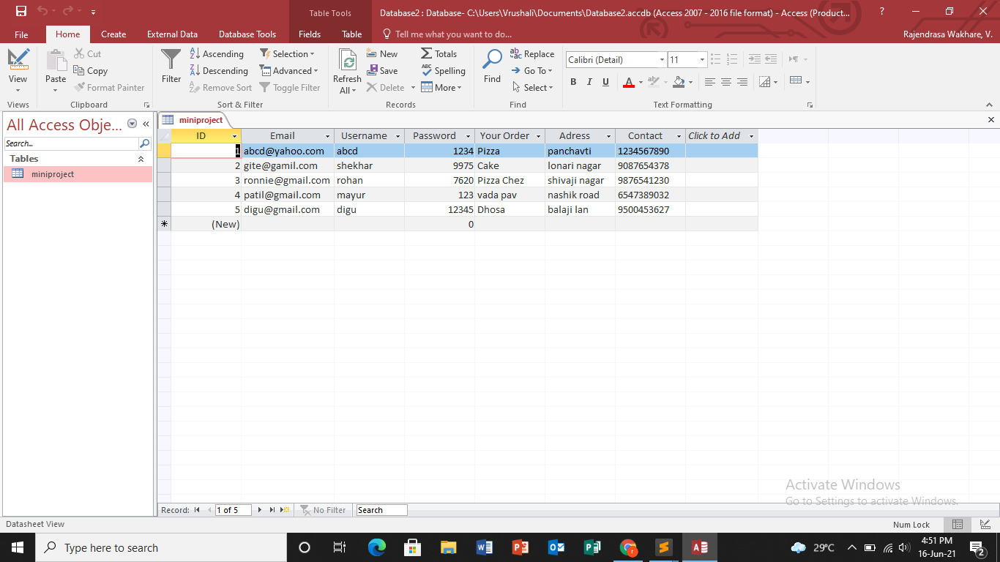 Table Tools
Database2 : Database- C:\Users\Vrushali\Documents\Database2.accdb (Access 2007 - 2016 file format) - Access (Product...
?
File Home Create External Data Database Tools Fields Table Tell me what you want to do... Rajendrasa Wakhare, V.
View
Views
Paste
Cut
Copy
Format Painter
Clipboard
Filter
Ascending
Descending
Remove Sort
Selection
Advanced
Toggle Filter
Sort & Filter
Refresh
All
New
Save
Delete
Totals
Spelling
More
Records
Find
Replace
Go To
Select
Find
Calibri (Detail) 11
B I U A
Text Formatting
All Access Obje...
Search...
Tables
miniproject
miniproject
ID Email Username Password Your Order Adress Contact Click to Add
1 abcd@yahoo.com abcd 1234 Pizza panchavti 1234567890
2 gite@gamil.com shekhar 9975 Cake lonari nagar 9087654378
3 ronnie@gmail.com rohan 7620 Pizza Chez shivaji nagar 9876541230
4 patil@gmail.com mayur 123 vada pav nashik road 6547389032
5 digu@gmail.com digu 12345 Dhosa balaji lan 9500453627
(New) 0
Activate Windows
Go to Settings to activate Windows.
Record: 1 of 5 No Filter Search
Datasheet View
Num Lock
Type here to search
29°C
4:51 PM
16-Jun-21
2